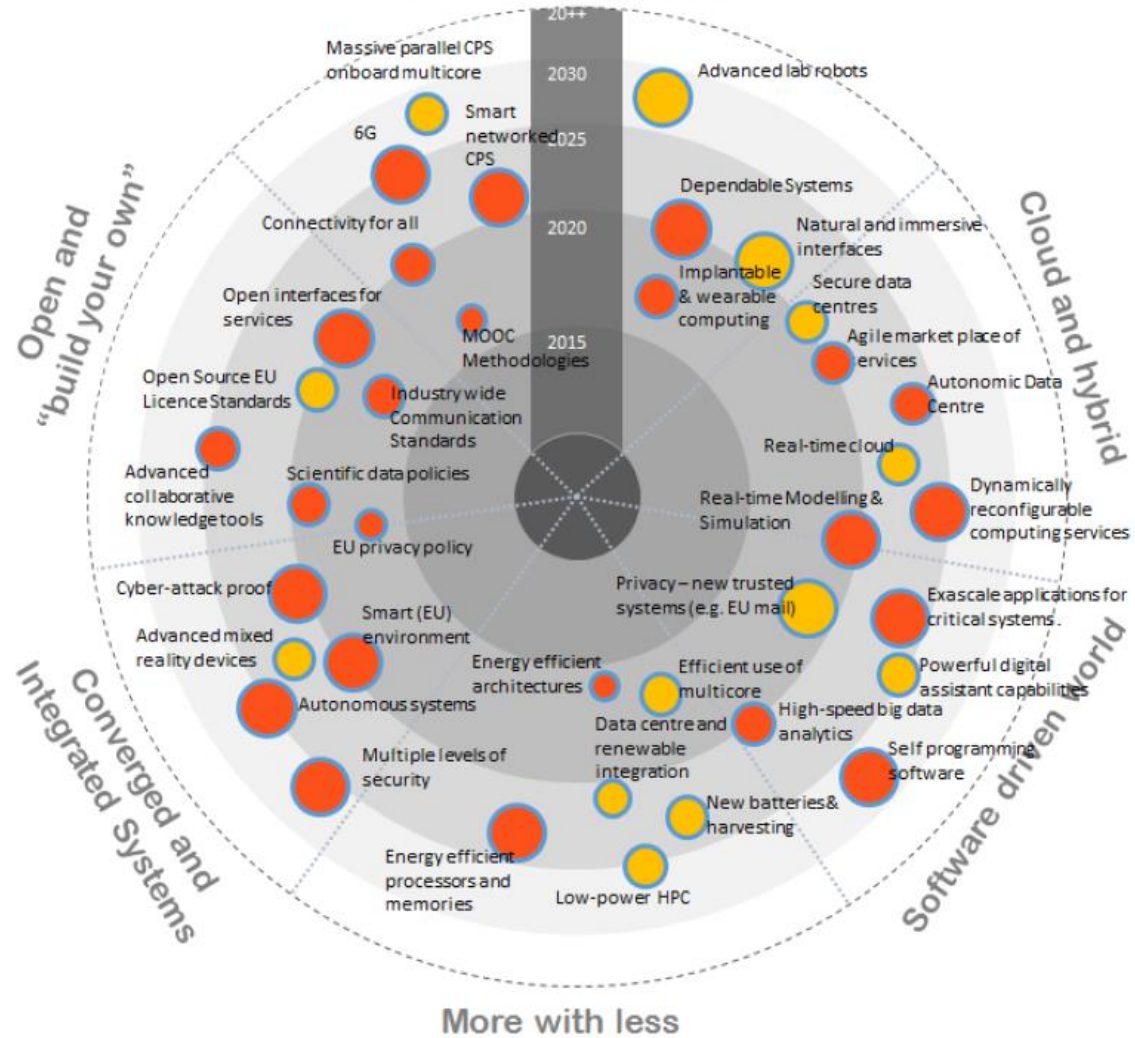 20++
2030
2025
2020
2015
Massive parallel CPS
onboard multicore
6G
Smart
networked
CPS
Connectivity for all
Open interfaces for
services
MOOC
Methodologies
Open Source EU
Licence Standards
Industry wide
Communication
Standards
Advanced
collaborative
knowledge tools
Scientific data policies
EU privacy policy
Advanced lab robots
Dependable Systems
Natural and immersive
interfaces
Implantable
& wearable
computing
Secure data
centres
Agile market place of
ervices
Autonomic Data
Centre
Real-time cloud
Real-time Modelling &
Simulation
Dynamically
reconfigurable
computing services
Privacy – new trusted
systems (e.g. EU mail)
Exascale applications for
critical systems.
Powerful digital
assistant capabilities
High-speed big data
analytics
Self programming
software
Energy efficient
architectures
Efficient use of
multicore
Data centre and
renewable
integration
New batteries &
harvesting
Low-power HPC
Energy efficient
processors and
memories
Cyber-attack proof
Smart (EU)
environment
Advanced mixed
reality devices
Autonomous systems
Multiple levels of
security
Open and
“build your own”
Cloud and hybrid
Software driven world
More with less
Converged and
Integrated Systems